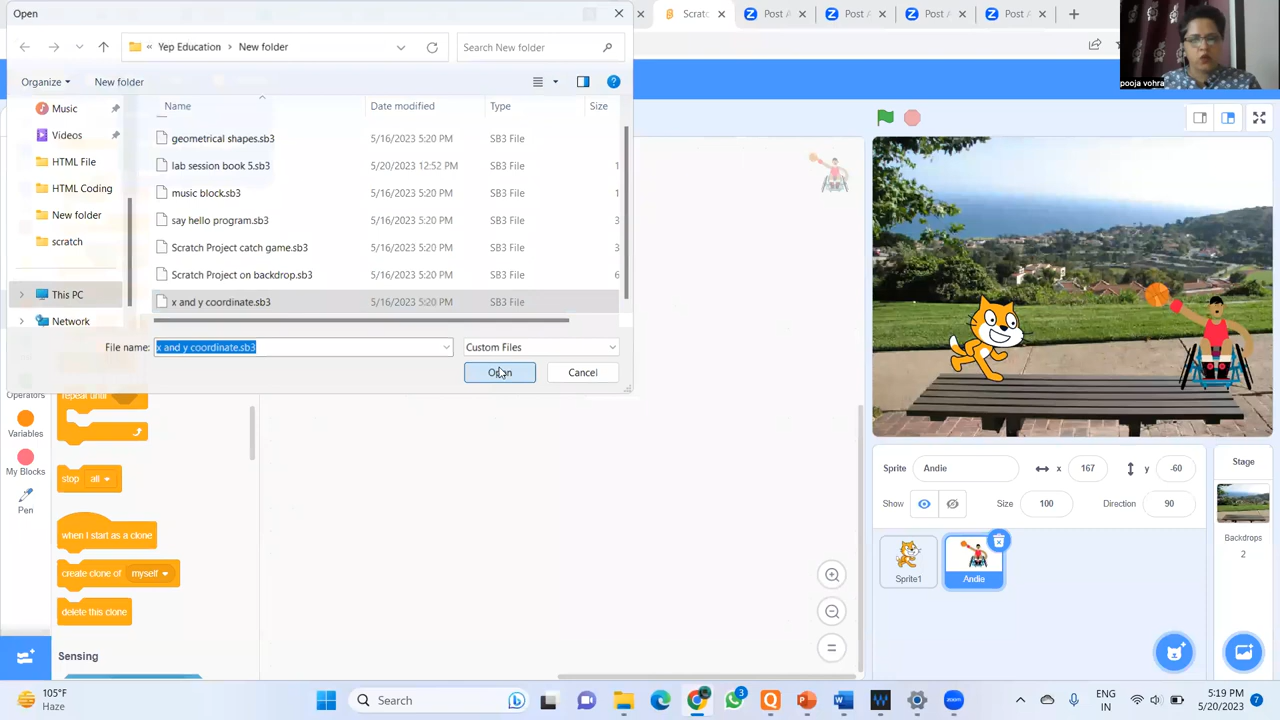 Open
Scratc
Post A
Post A
Post A
Post A
pooja vohra
« Yep Education > New folder
Search New folder
Organize
New folder
Name
Date modified
Type
Size
Music
Videos
HTML File
HTML Coding
New folder
scratch
This PC
Network
geometrical shapes.sb3 5/16/2023 5:20 PM SB3 File
lab session book 5.sb3 5/20/2023 12:52 PM SB3 File 1
music block.sb3 5/16/2023 5:20 PM SB3 File 1
say hello program.sb3 5/16/2023 5:20 PM SB3 File 3
Scratch Project catch game.sb3 5/16/2023 5:20 PM SB3 File 3
Scratch Project on backdrop.sb3 5/16/2023 5:20 PM SB3 File 6
x and y coordinate.sb3 5/16/2023 5:20 PM SB3 File
File name: x and y coordinate.sb3 Custom Files
Open Cancel
Operators
Variables
My Blocks
Pen
repeat until
stop all
when I start as a clone
create clone of myself
delete this clone
Sensing
Sprite Andie x 167 y -60
Show Size 100 Direction 90
Sprite1
Andie
Stage
Backdrops
2
105°F
Haze
Search
3
ENG
IN
5:19 PM
5/20/2023
7